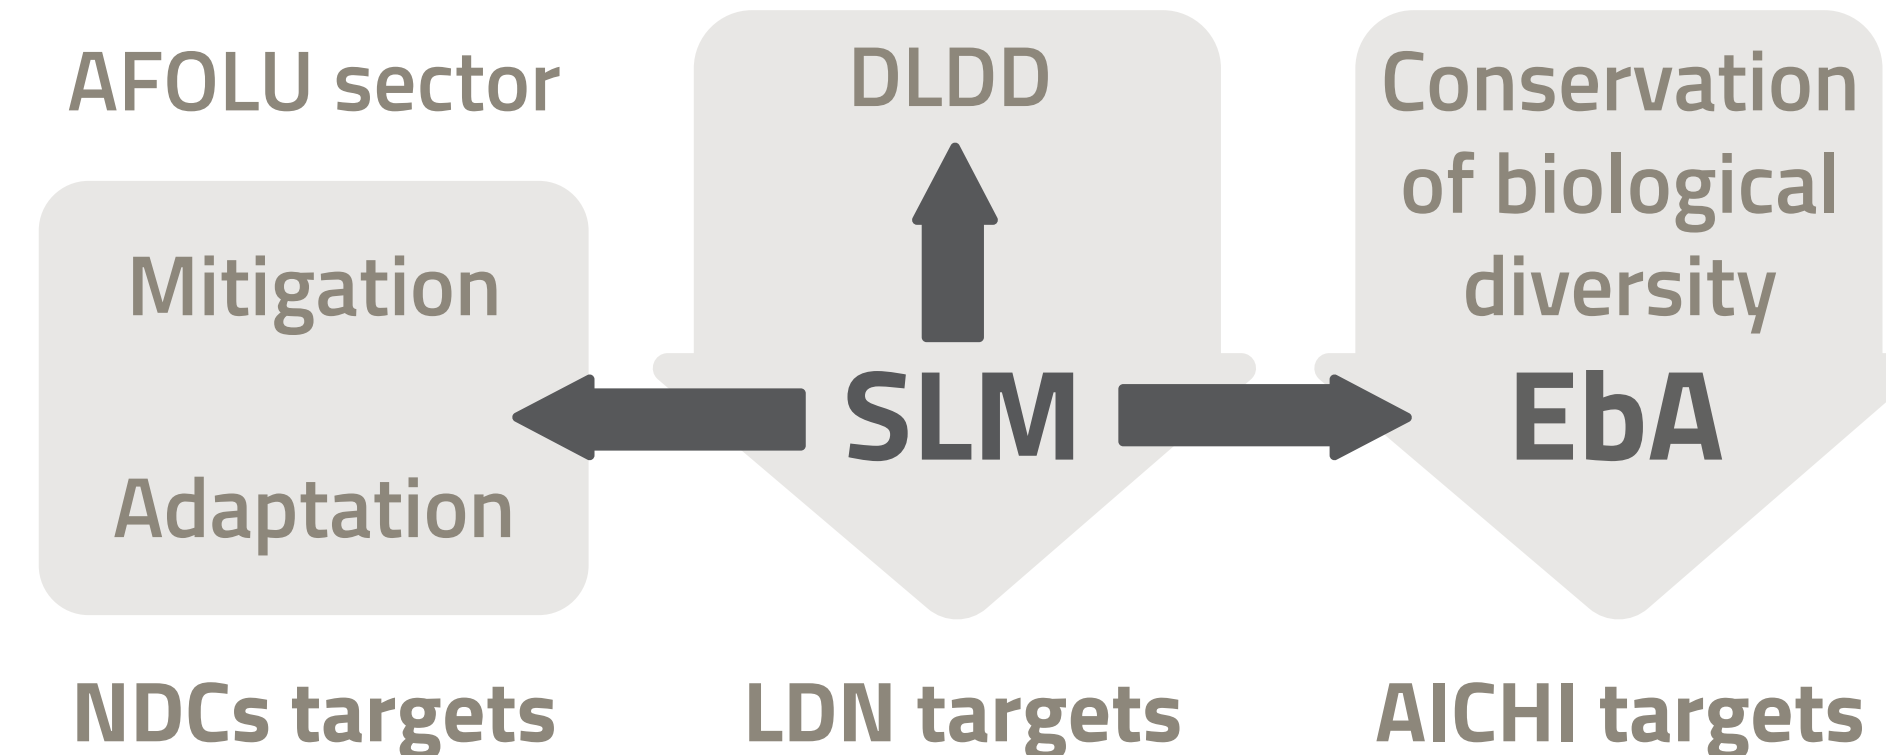 AFOLU sector
Mitigation
Adaptation
NDCs targets
DLDD
SLM
LDN targets
Conservation
of biological
diversity
EbA
AICHI targets